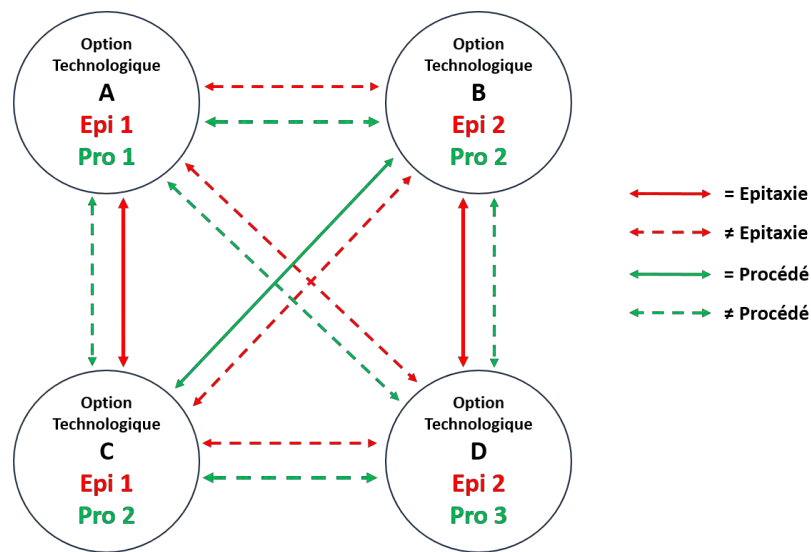 Option
Technologique
A
Epi 1
Pro 1
Option
Technologique
B
Epi 2
Pro 2
= Epitaxie
≠ Epitaxie
= Procédé
≠ Procédé
Option
Technologique
C
Epi 1
Pro 2
Option
Technologique
D
Epi 2
Pro 3